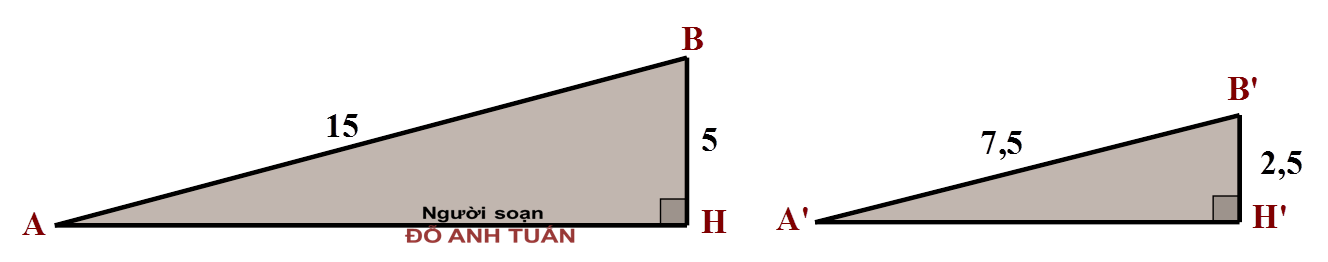 B
15
5
A
H
Người soạn
ĐỖ ANH TUẤN
B'
7,5
2,5
A'
H'